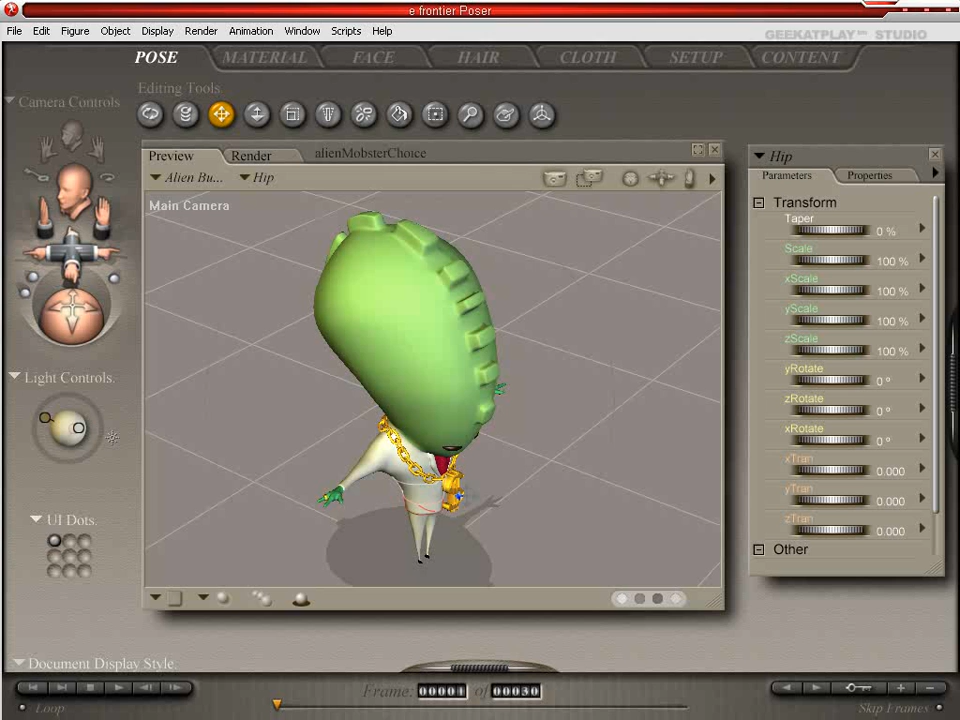 e frontier Poser
File Edit Figure Object Display Render Animation Window Scripts Help
GEEKATPLAY STUDIO
POSE MATERIAL FACE HAIR CLOTH SETUP CONTENT
Editing Tools.
Camera Controls
Preview Render alienMobsterChoice
Alien Bu... Hip
Main Camera
Hip
Parameters Properties
Transform
Taper
0 %
Scale
100 %
xScale
100 %
yScale
100 %
zScale
100 %
yRotate
0 °
zRotate
0 °
xRotate
0 °
xTran
0.000
yTran
0.000
zTran
0.000
Other
Light Controls.
UI Dots.
Document Display Style.
Frame: 00001 of 00030
Loop
Skip Frames